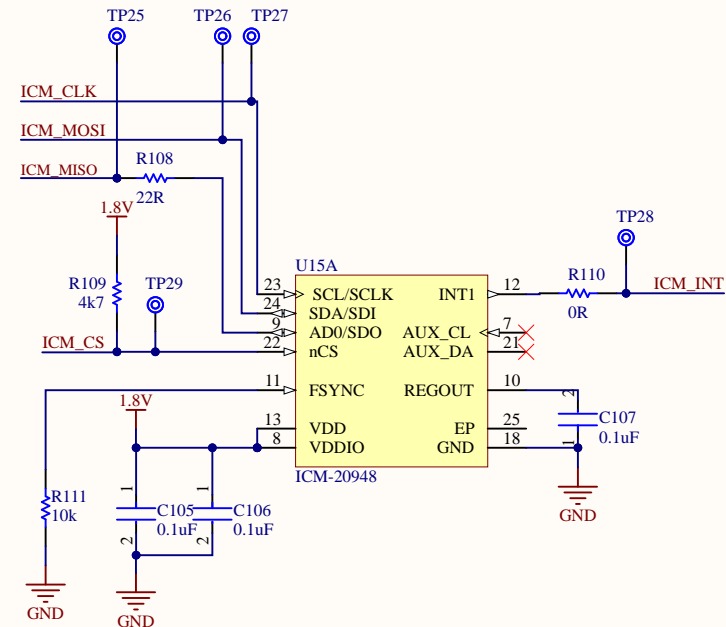 TP25
TP26
TP27
ICM_CLK
ICM_MOSI
ICM_MISO
R108
22R
1.8V
R109
4k7
TP29
ICM_CS
U15A
23
SCL/SCLK
24
SDA/SDI
9
AD0/SDO
22
nCS
11
FSYNC
13
VDD
8
VDDIO
INT1
12
AUX_CL
7
AUX_DA
21
REGOUT
10
EP
25
GND
18
ICM-20948
TP28
R110
0R
ICM_INT
2
C107
0.1uF
1
GND
1.8V
R111
10k
GND
1
C105
0.1uF
2
1
C106
0.1uF
2
GND